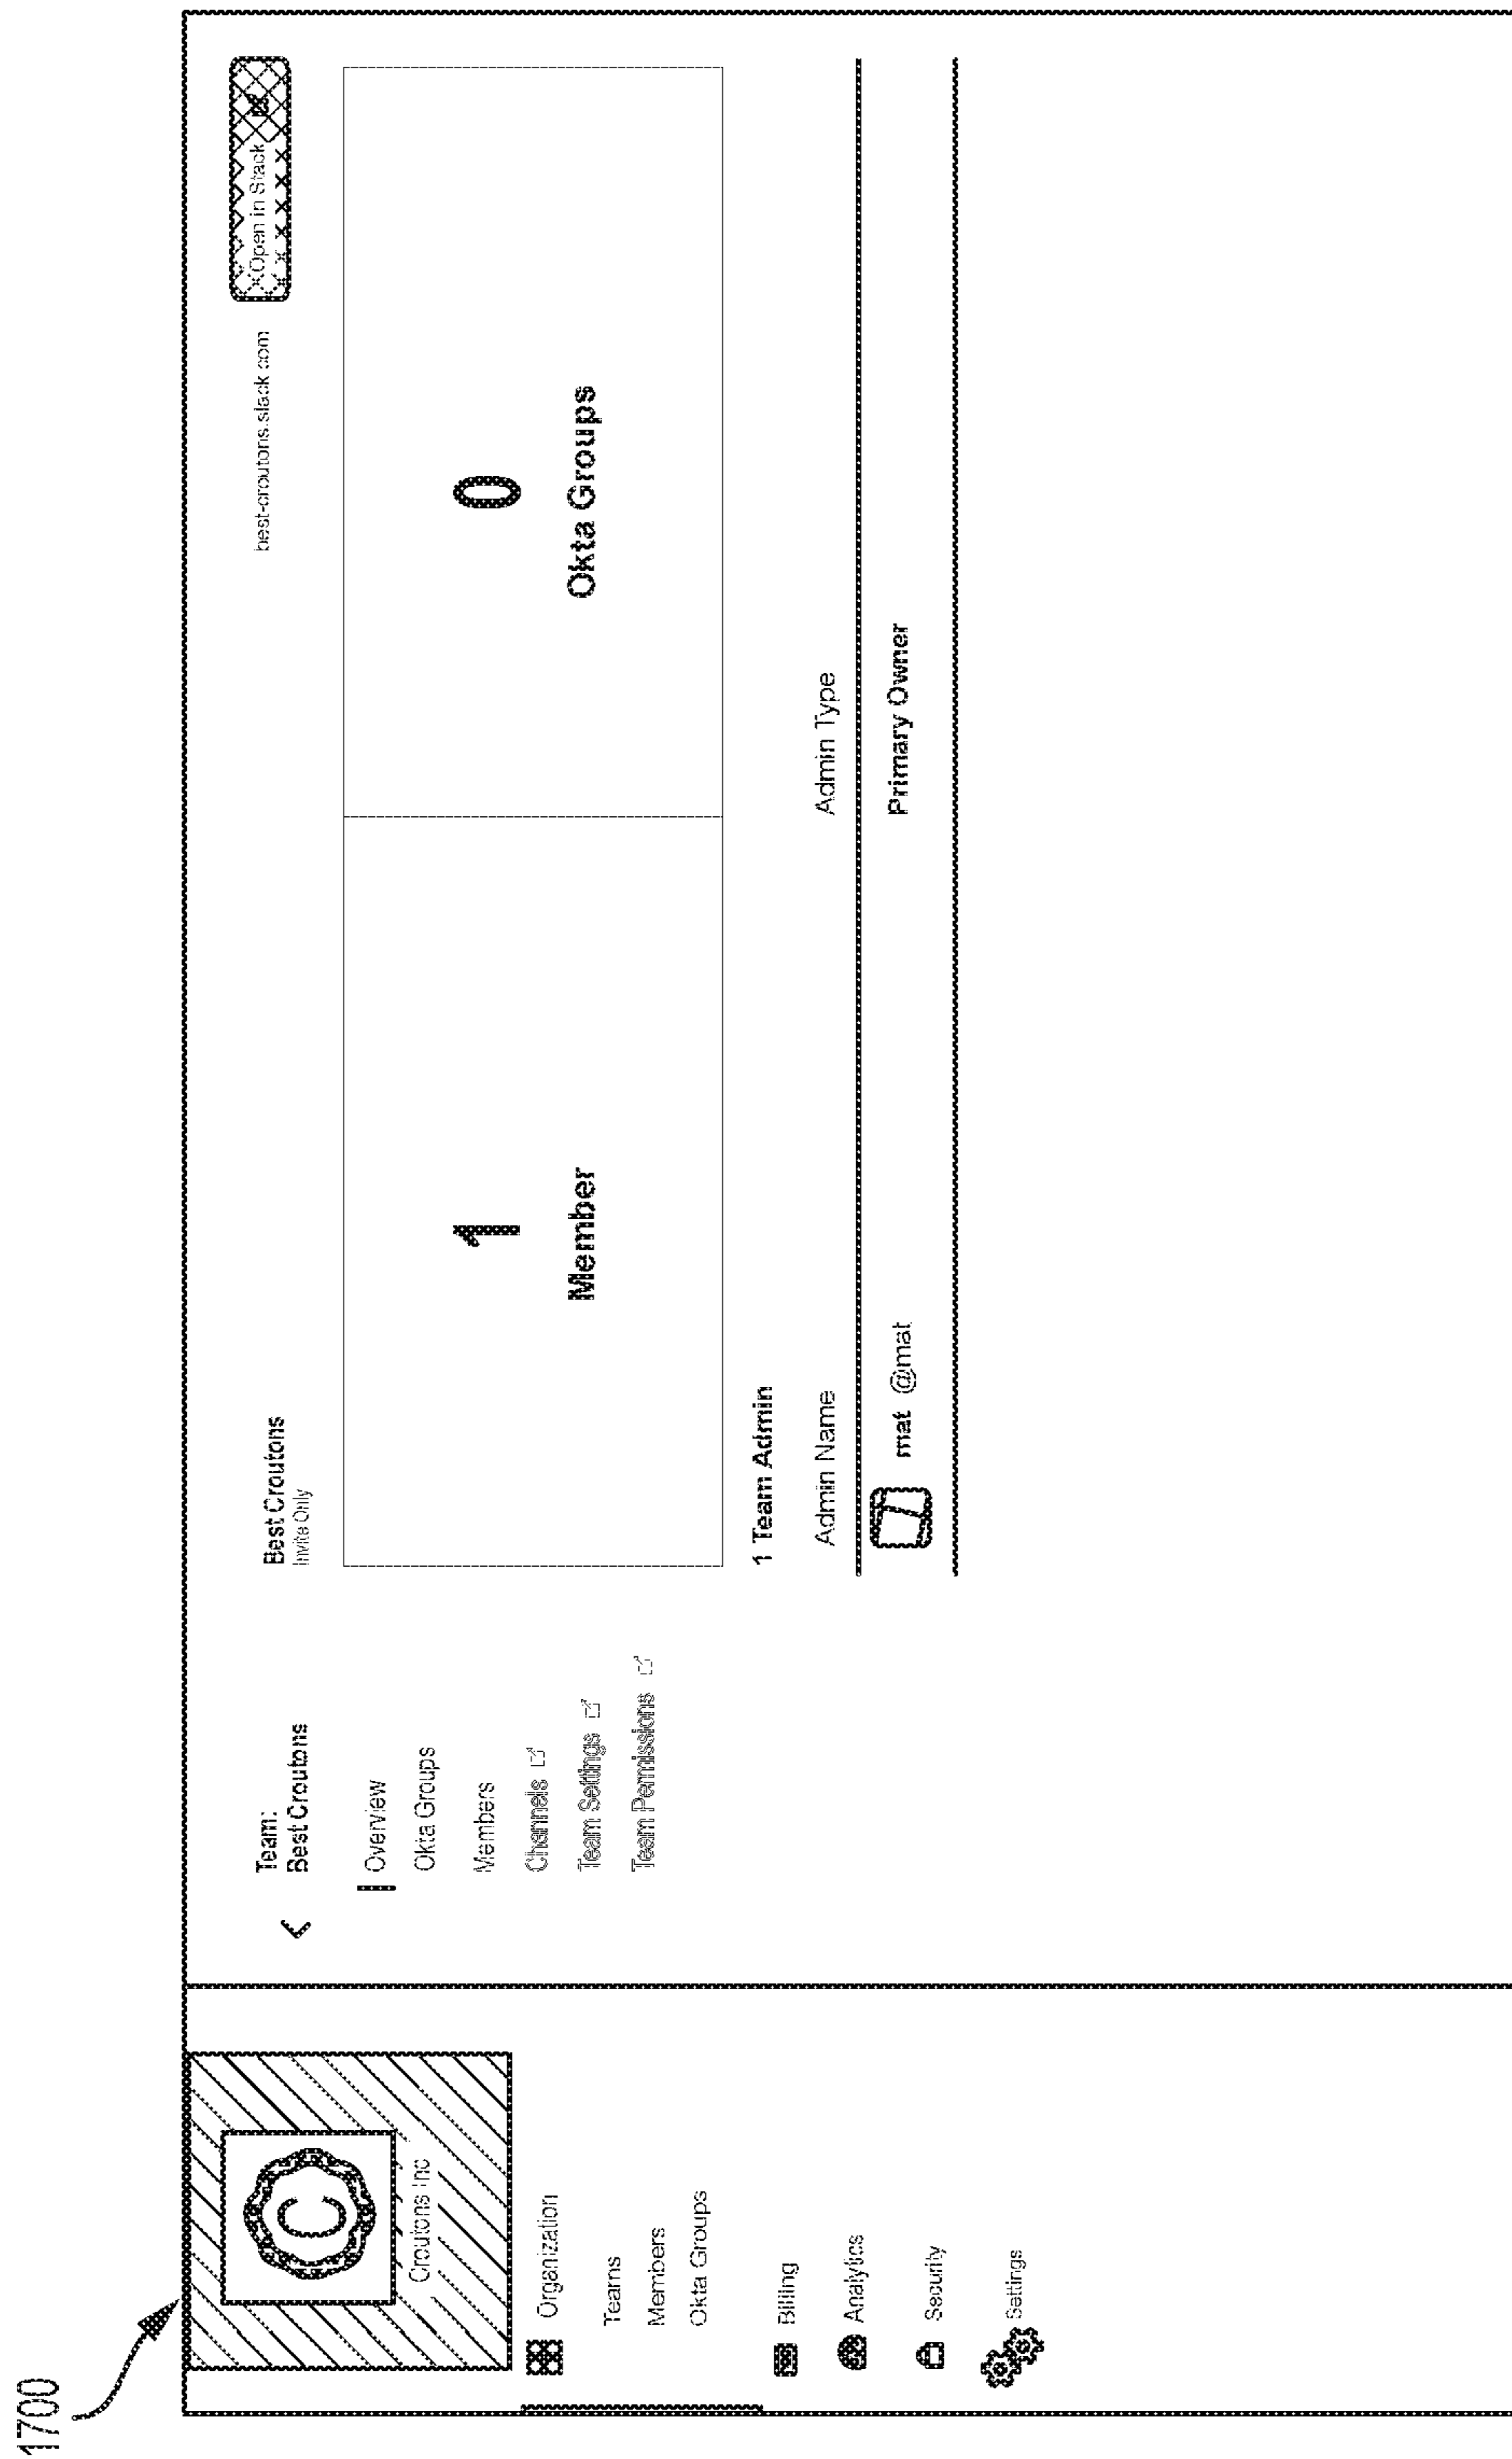 1700
Croutons Inc
Organization
Teams
Members
Okta Groups
Billing
Analytics
Security
Settings
Team:
Best Croutons
Overview
Okta Groups
Members
Channels
Team Settings
Team Permissions
Best Croutons
Invite Only
best-croutons.slack.com
Open in Slack
1
Member
0
Okta Groups
1 Team Admin
Admin Name
Admin Type
mat @mat
Primary Owner